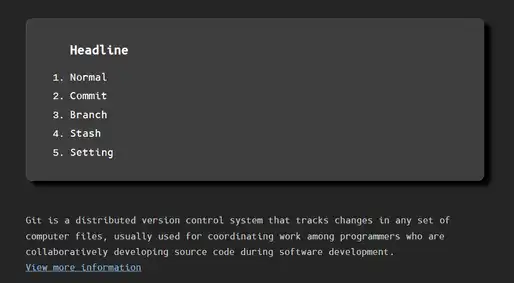 Headline
1. Normal
2. Commit
3. Branch
4. Stash
5. Setting
Git is a distributed version control system that tracks changes in any set of
computer files, usually used for coordinating work among programmers who are
collaboratively developing source code during software development.
View more information